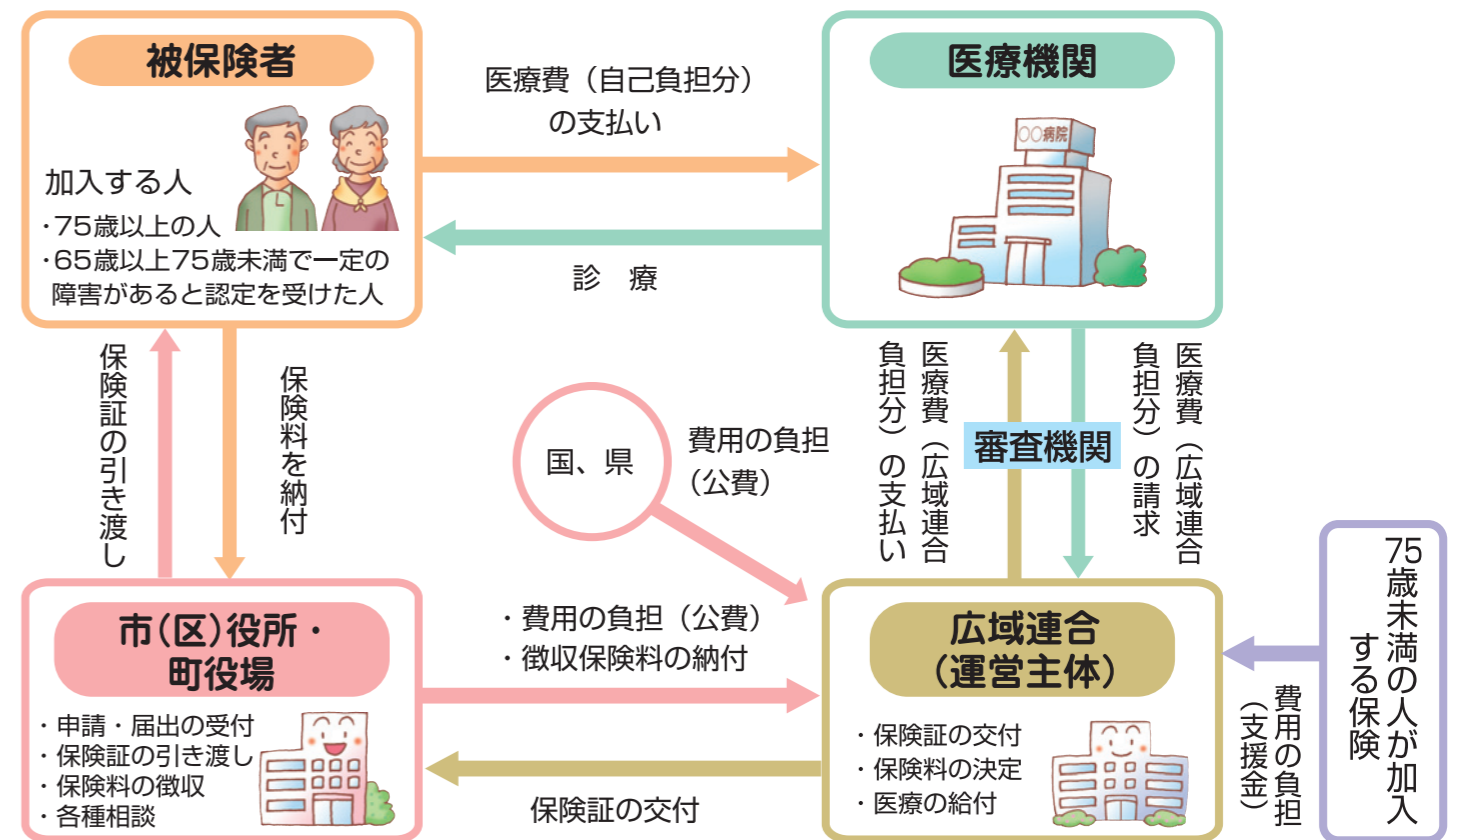 被保険者
加入する人
・75歳以上の人
・65歳以上75歳未満で一定の
障害があると認定を受けた人
医療費（自己負担分）
の支払い
診　療
医療機関
〇〇病院
保険証の引き渡し
保険料を納付
国、県
費用の負担
（公費）
医療費（広域連合
負担分）の支払い
審査機関
医療費（広域連合
負担分）の請求
市（区）役所・
町役場
・申請・届出の受付
・保険証の引き渡し
・保険料の徴収
・各種相談
・費用の負担（公費）
・徴収保険料の納付
保険証の交付
広域連合
（運営主体）
・保険証の交付
・保険料の決定
・医療の給付
費用の負担
（支援金）
75歳未満の人が加入
する保険